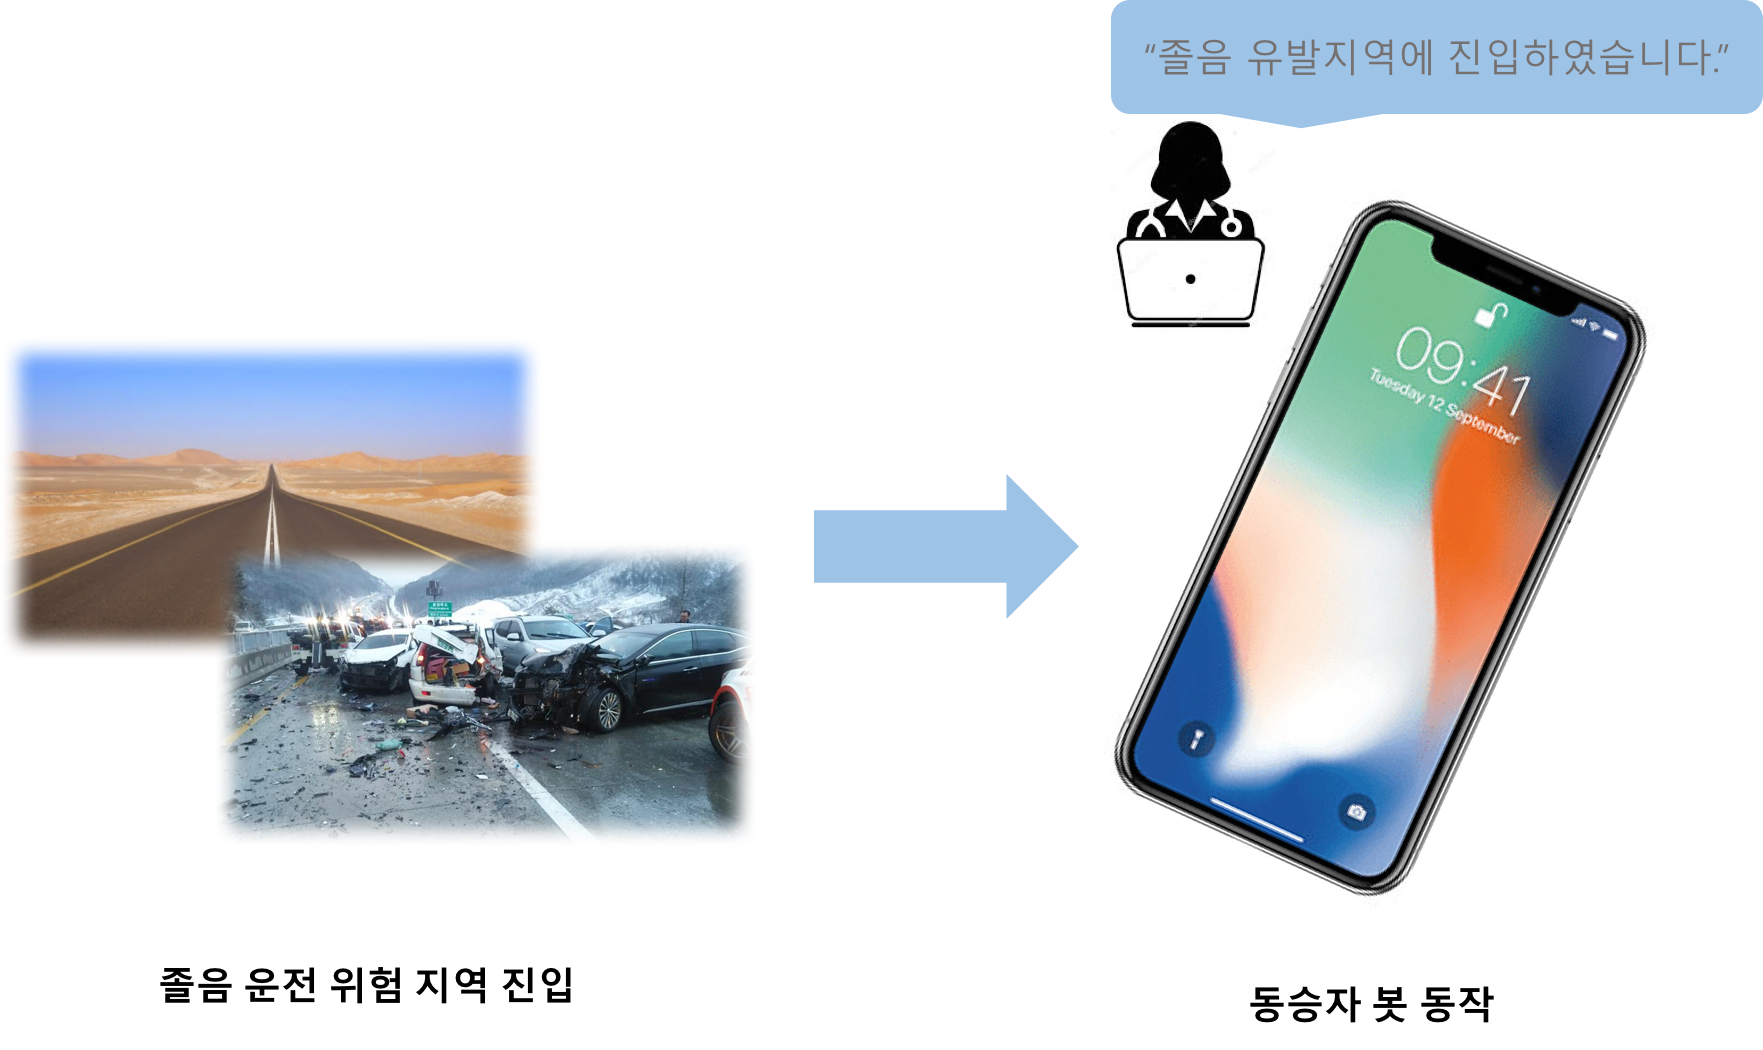 “졸음 유발지역에 진입하였습니다.”
09:41
Tuesday 12 September
졸음 운전 위험 지역 진입
동승자 봇 동작